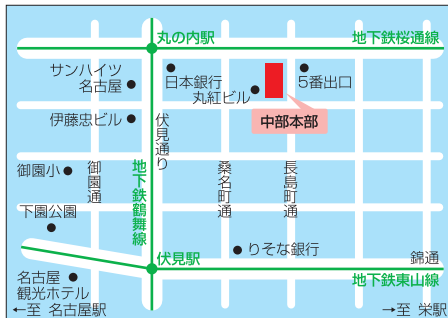 丸の内駅
地下鉄桜通線
サンハイツ
名古屋
日本銀行
丸紅ビル
5番出口
中部本部
伊藤忠ビル
伏見通り
御園小
御園通
地下鉄鶴舞線
桑名町通
長島町通
下園公園
伏見駅
りそな銀行
錦通
地下鉄東山線
名古屋
観光ホテル
←至 名古屋駅
→至 栄駅